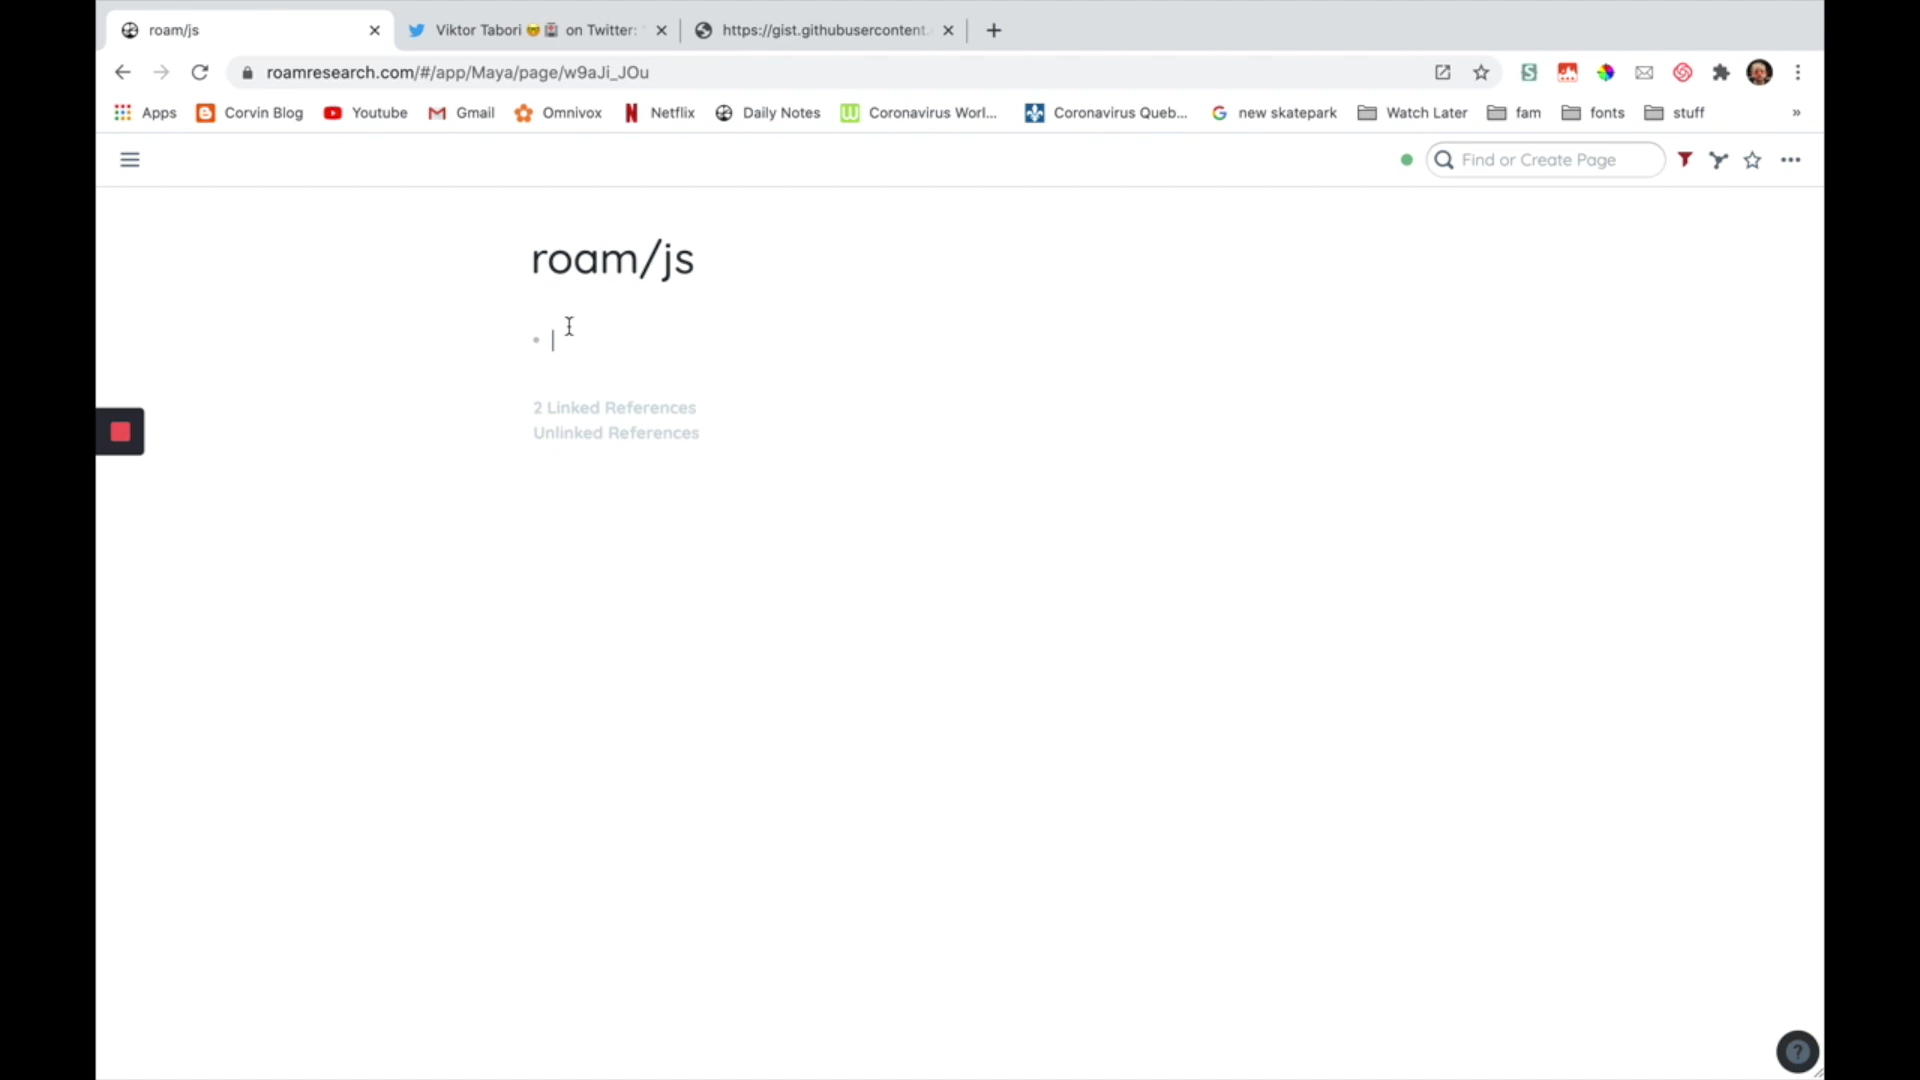 roam/js
Viktor Tabori 🤓 🏥 on Twitter:
https://gist.githubusercontent.
roamresearch.com/#/app/Maya/page/w9aJi_JOu
Apps
Corvin Blog
Youtube
Gmail
Omnivox
Netflix
Daily Notes
Coronavirus Worl...
Coronavirus Queb...
new skatepark
Watch Later
fam
fonts
stuff
»
Find or Create Page
roam/js
2 Linked References
Unlinked References